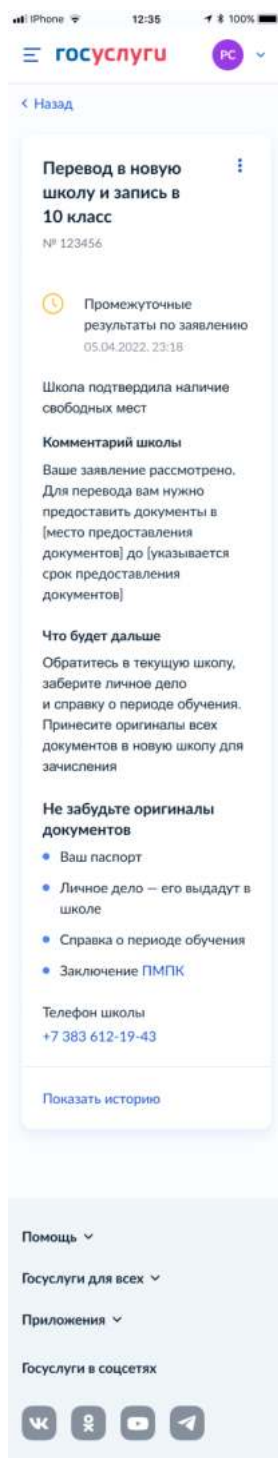 iPhone 12:35 100%
госуслуги РС
Назад
Перевод в новую
школу и запись в
10 класс
№ 123456
Промежуточные
результаты по заявлению
05.04.2022, 23:18
Школа подтвердила наличие
свободных мест
Комментарий школы
Ваше заявление рассмотрено.
Для перевода вам нужно
предоставить документы в
[место предоставления
документов] до [указывается
срок предоставления
документов]
Что будет дальше
Обратитесь в текущую школу,
заберите личное дело
и справку о периоде обучения.
Принесите оригиналы всех
документов в новую школу для
зачисления
Не забудьте оригиналы
документов
Ваш паспорт
Личное дело — его выдадут в
школе
Справка о периоде обучения
Заключение ПМПК
Телефон школы
+7 383 612-19-43
Показать историю
Помощь
Госуслуги для всех
Приложения
Госуслуги в соцсетях